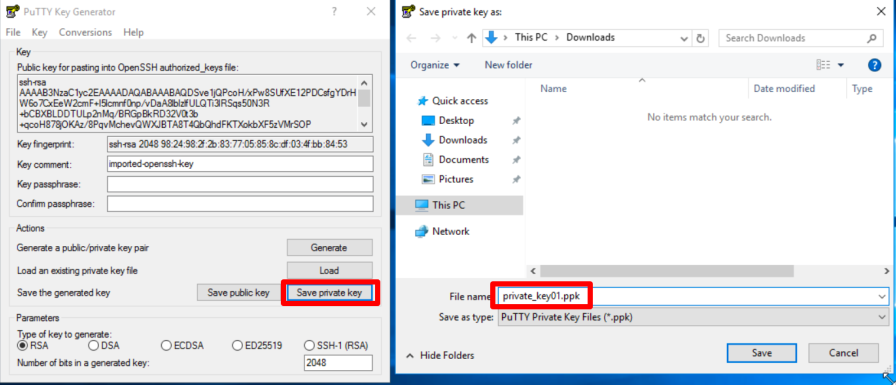 PuTTY Key Generator
?
File Key Conversions Help
Key
Public key for pasting into OpenSSH authorized_keys file:
ssh-rsa
+bCBXBLDDTULp2nMq/BRGpBkRD32V0t3b
+qcoH878jOKAz/8PqvMchevQWXJBTA8T4QbQhdFKTXokbXF5zVMrSOP
Key fingerprint: ssh-rsa 2048 98:24:98:2f:2b:83:77:05:85:8c:df:03:4f:bb:84:53
Key comment: imported-openssh-key
Key passphrase:
Confirm passphrase:
Actions
Generate a public/private key pair Generate
Load an existing private key file Load
Save the generated key Save public key Save private key
Parameters
Type of key to generate:
RSA DSA ECDSA ED25519 SSH-1 (RSA)
Number of bits in a generated key: 2048
Save private key as:
This PC > Downloads Search Downloads
Organize New folder ?
Name Date modified Type
No items match your search.
Quick access
Desktop
Downloads
Documents
Pictures
This PC
Network
File name: private_key01.ppk
Save as type: PuTTY Private Key Files (*.ppk)
Hide Folders Save Cancel